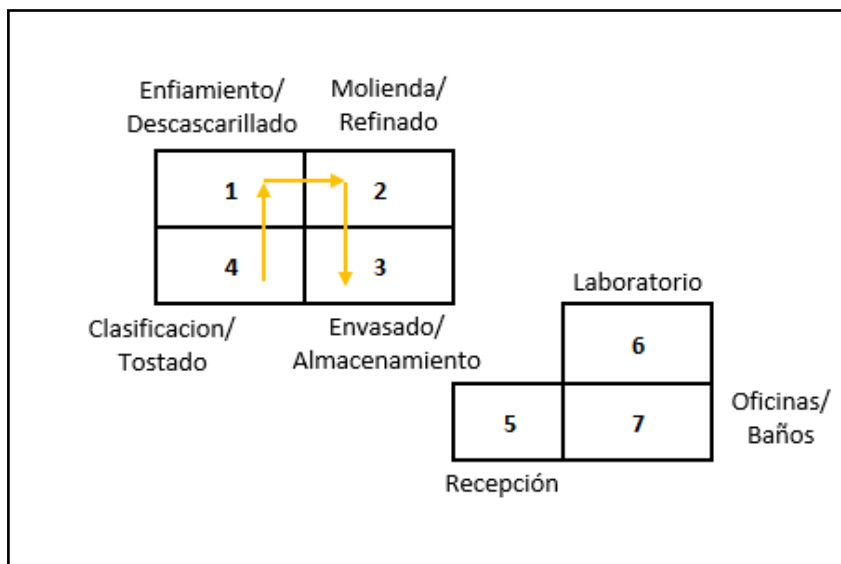 Enfiamiento/
Descascarillado
Molienda/
Refinado
1
2
4
3
Clasificacion/
Tostado
Envasado/
Almacenamiento
Laboratorio
6
5
7
Oficinas/
Baños
Recepción